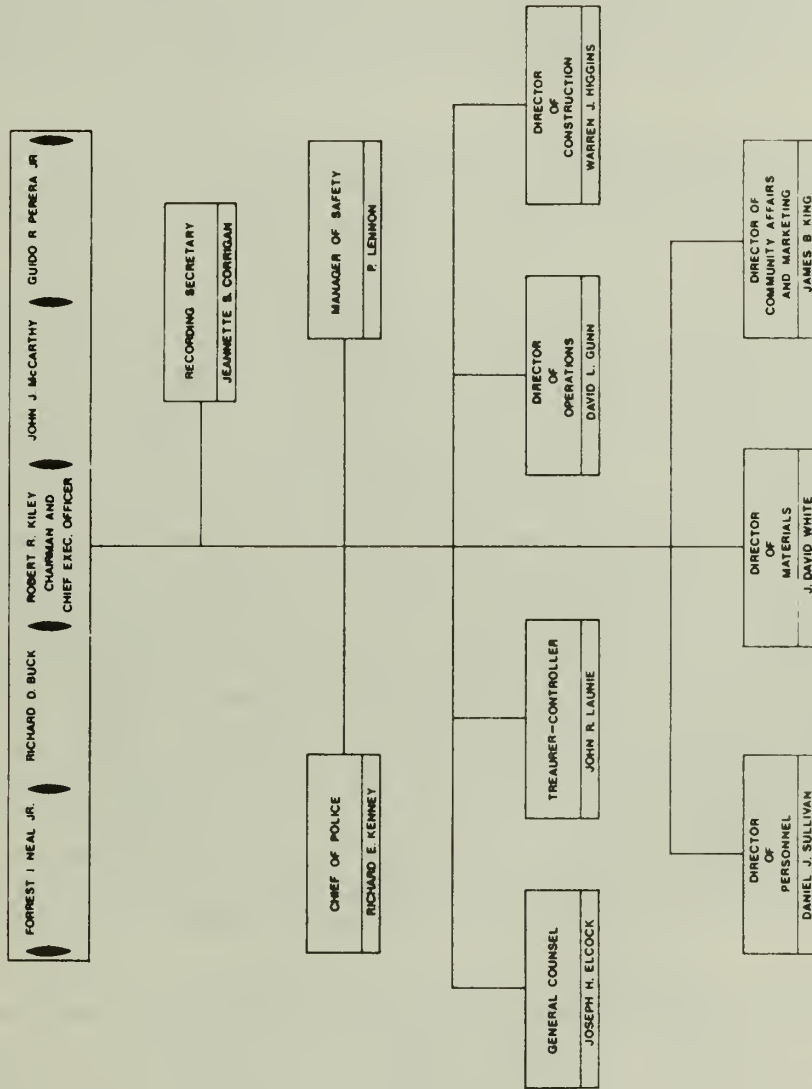 FORREST I NEAL JR.
RICHARD D. BUCK
ROBERT R. KILEY
CHAIRMAN AND
CHIEF EXEC. OFFICER
JOHN J McCARTHY
GUIDO R PERERA JR
RECORDING SECRETARY
JEANNETTE S. CORRIGAN
CHIEF OF POLICE
RICHARD E. KENNEY
MANAGER OF SAFETY
P. LENNON
GENERAL COUNSEL
JOSEPH H. ELCOCK
TREAURER-CONTROLLER
JOHN R. LAUNIE
DIRECTOR
OF
OPERATIONS
DAVID L. GUNN
DIRECTOR
OF
CONSTRUCTION
WARREN J. HIGGINS
DIRECTOR
OF
PERSONNEL
DANIEL J. SULLIVAN
DIRECTOR
OF
MATERIALS
J. DAVID WHITE
DIRECTOR OF
COMMUNITY AFFAIRS
AND MARKETING
JAMES B KING